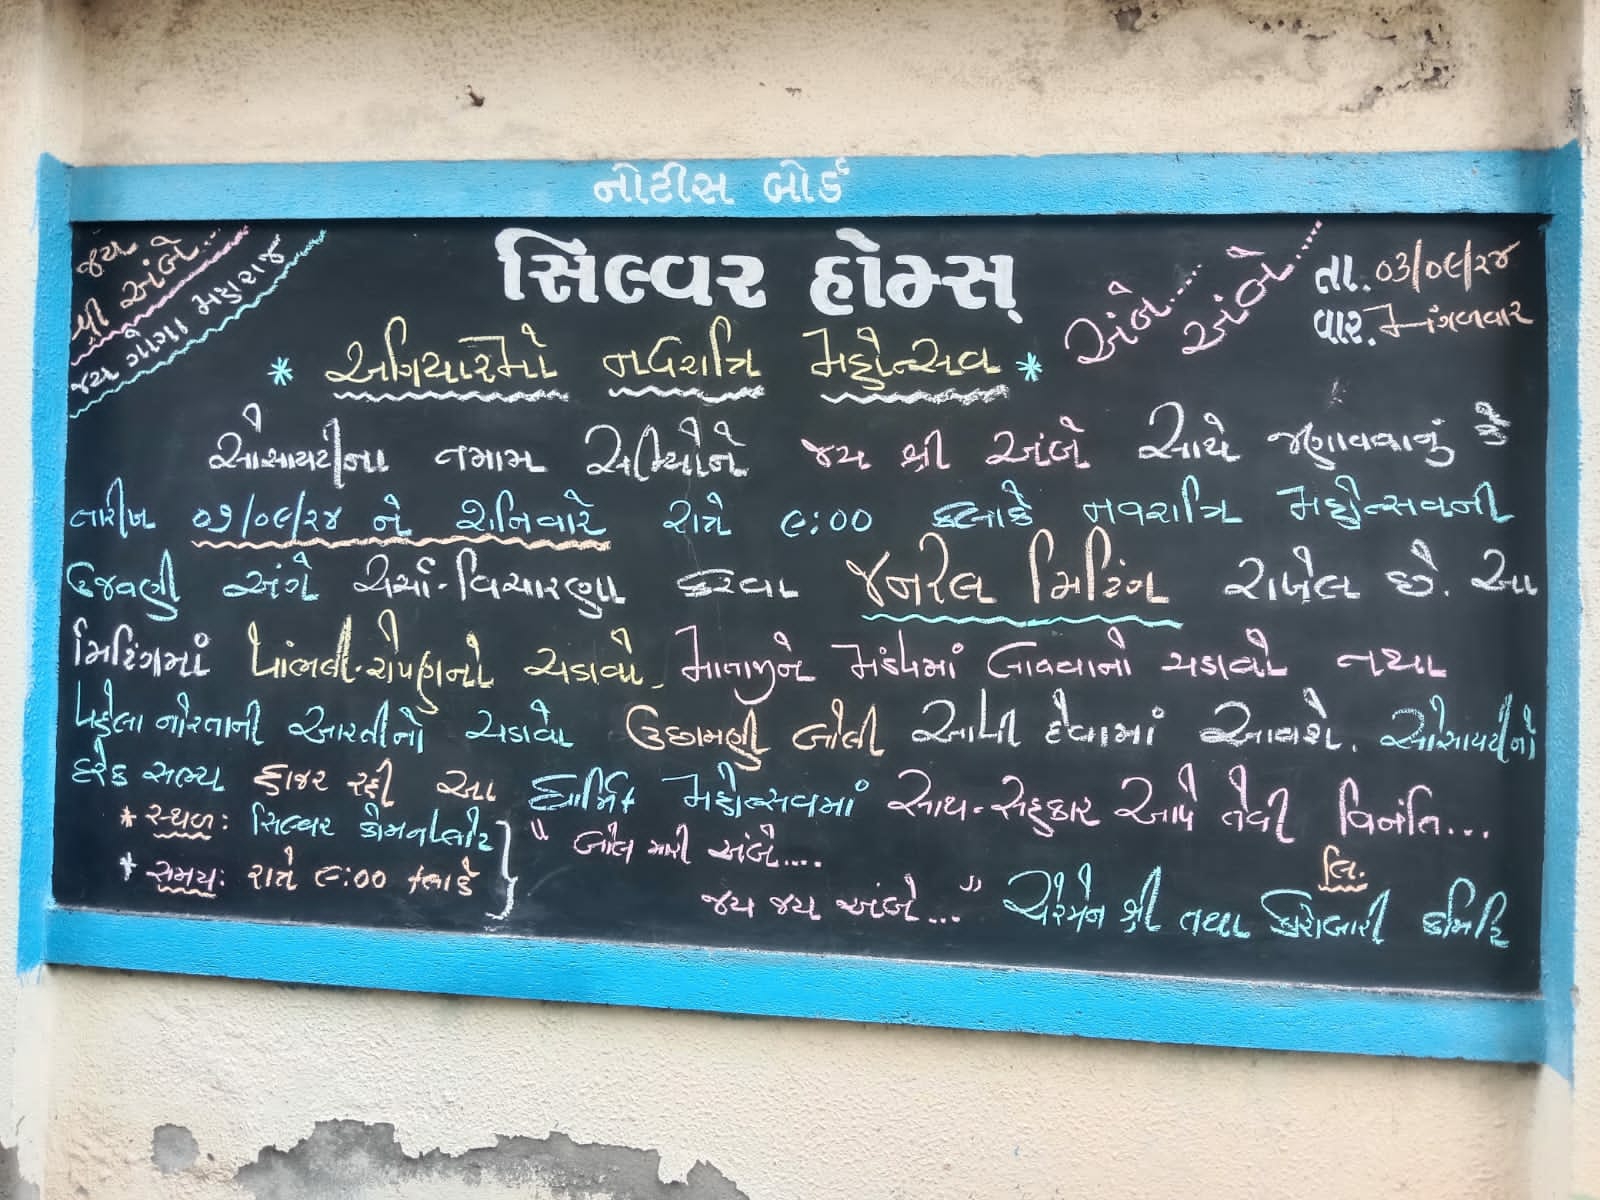 નોટીસ બોર્ડ
જય
શ્રી અંબે...
જય ગોગા મહારાજ
સિલ્વર હોમ્સ્
અંબે.....
અંબે.....
તા. ૦૩/૦૯/૨૪
વાર. મંગળવાર
* અગિયારમો નવરાત્રિ મહોત્સવ *
સોસાયટીના તમામ સભ્યોને જય શ્રી અંબે સાથે જણાવવાનું કે
તારીખ ૦૭/૦૯/૨૪ ને શનિવારે રાત્રે ૯:૦૦ કલાકે નવરાત્રિ મહોત્સવની
ઉજવણી અંગે ચર્ચા-વિચારણા કરવા જનરલ મિટિંગ રાખેલ છે. આ
મિટિંગમાં થાંભલી-રોપણનો ચડાવો, માતાજીને મંડપમાં લાવવાનો ચડાવો તથા
પહેલા નોરતાની આરતીનો ચડાવો ઉછામણી બોલી આપી દેવામાં આવશે. સોસાયટીનો
દરેક સભ્ય હાજર રહી આ ધાર્મિક મહોત્સવમાં સાથ-સહકાર આપે તેવી વિનંતિ...
* સ્થળ: સિલ્વર કોમનપ્લોટ
* સમય: રાત્રે ૯:૦૦ કલાકે
" બોલ મારી અંબે....
જય જય અંબે..."
લિ.
ચેરમેન શ્રી તથા કારોબારી કમિટિ